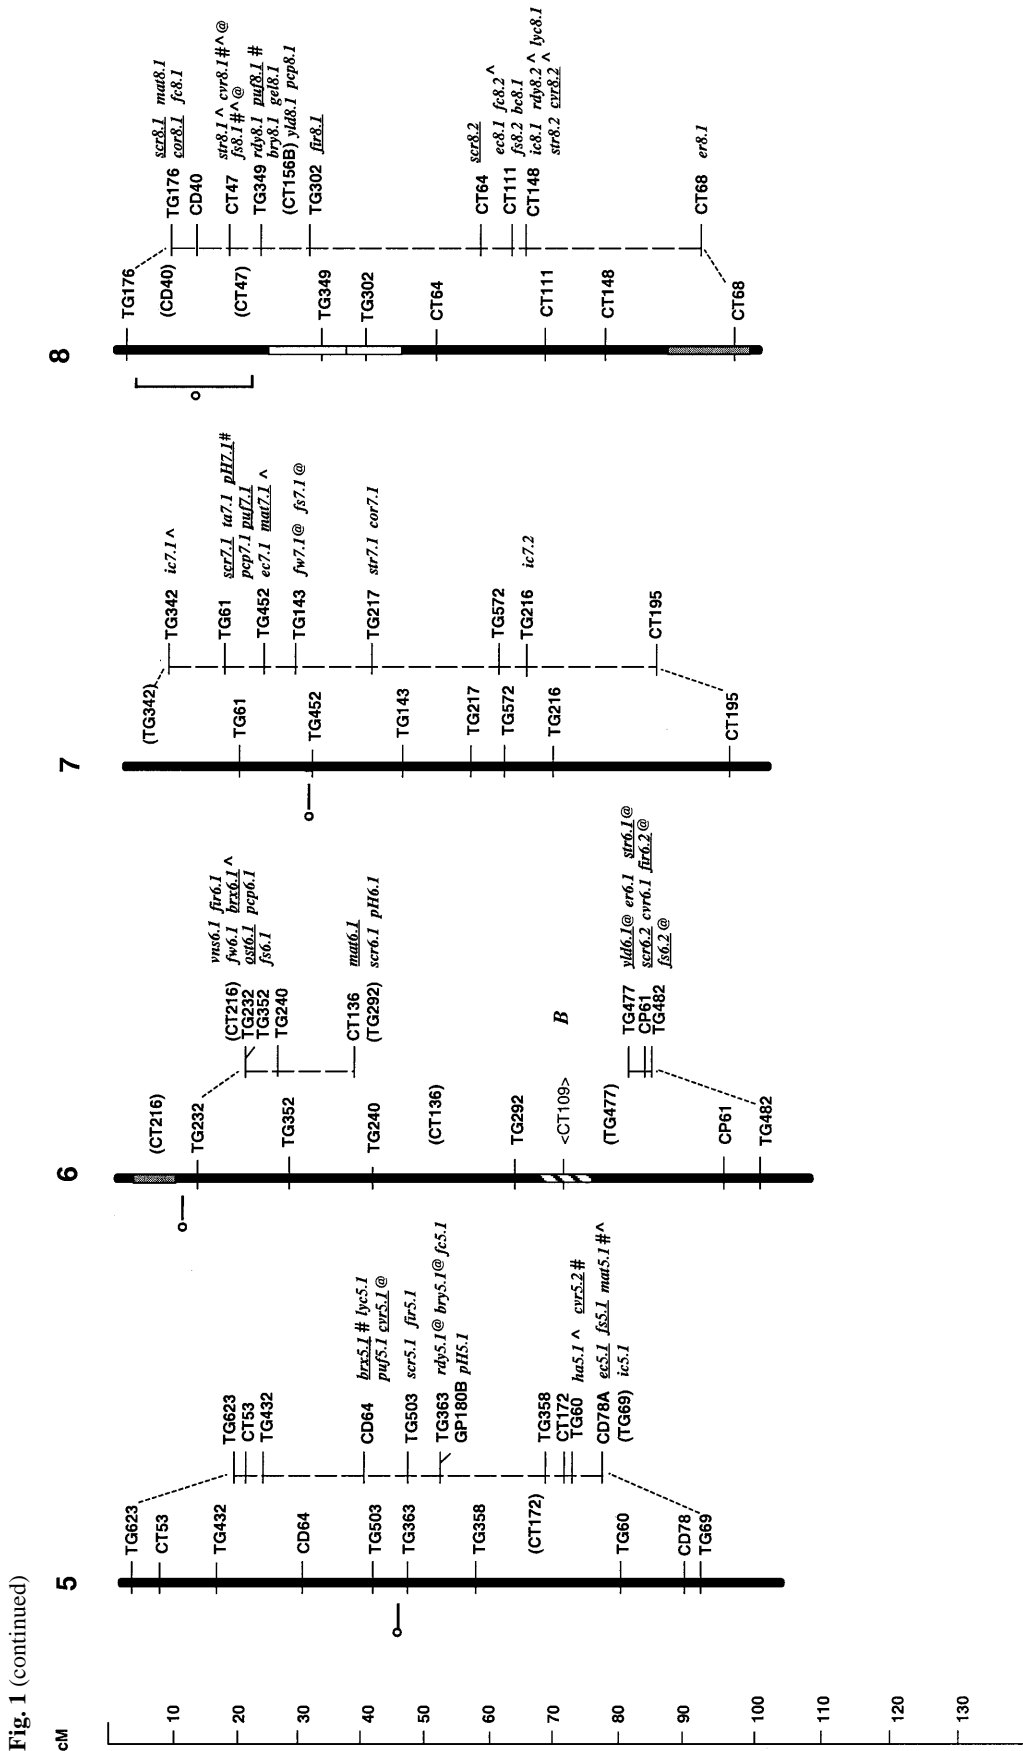 Fig. 1 (continued)
cM
10
20
30
40
50
60
70
80
90
100
110
120
130
5
TG623
CT53
TG432
CD64
TG503
TG363
TG358
(CT172)
TG60
CD78
TG69
TG623
CT53
TG432
CD64 brx5.1 # lyc5.1
puf5.1 cvr5.1 @
TG503 scr5.1 fir5.1
TG363 rdy5.1@ bry5.1@ fc5.1
GP180B pH5.1
TG358
CT172
TG60 ha5.1 ^ cvr5.2 #
CD78A ec5.1 fs5.1 mat5.1 #^
(TG69) ic5.1
6
(CT216)
TG232
TG352
TG240
(CT136)
TG292
<CT109> B
(TG477)
CP61
TG482
vns6.1 fir6.1
(CT216) fw6.1 brx6.1 ^
TG232 ost6.1 pcp6.1
TG352 fs6.1
TG240
CT136 mat6.1
(TG292) scr6.1 pH6.1
TG477 yld6.1@ er6.1 str6.1@
CP61 scr6.2 cvr6.1 fir6.2@
TG482 fs6.2 @
7
(TG342)
TG61
TG452
TG143
TG217
TG572
TG216
CT195
TG342 ic7.1 ^
TG61 scr7.1 ta7.1 pH7.1#
pcp7.1 puf7.1
TG452 ec7.1 mat7.1 ^
TG143 fw7.1@ fs7.1 @
TG217 str7.1 cor7.1
TG572
TG216 ic7.2
CT195
8
TG176
(CD40)
(CT47)
TG349
TG302
CT64
CT111
CT148
CT68
scr8.1 mat8.1
TG176 cor8.1 fc8.1
CD40
str8.1 ^ cvr8.1 #^@
CT47 fs8.1#^@
TG349 rdy8.1 puf8.1 #
bry8.1 gel8.1
(CT156B) yld8.1 pcp8.1
TG302 fir8.1
CT64 scr8.2
ec8.1 fc8.2 ^
CT111 fs8.2 bc8.1
CT148 ic8.1 rdy8.2 ^ lyc8.1
str8.2 cvr8.2 ^
CT68 er8.1